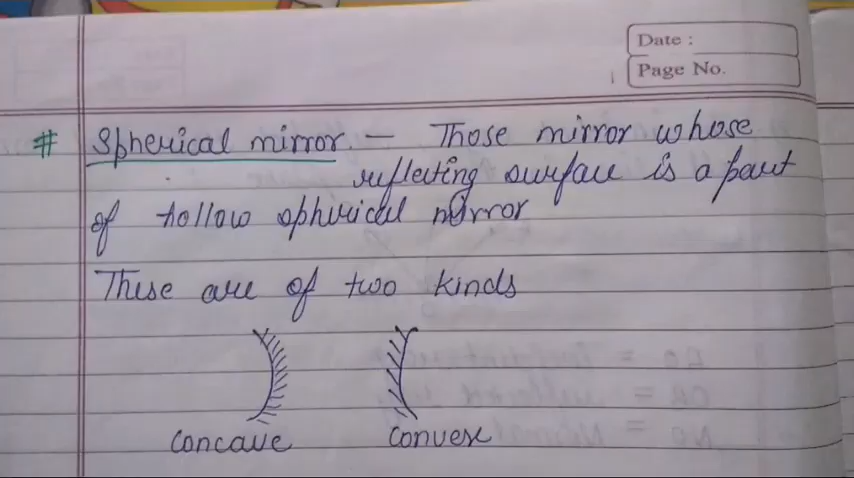 Date :
Page No.
# Spherical mirror. — Those mirror whose
reflecting surface is a part
of hollow spherical mirror
These are of two kinds
Concave
Convex